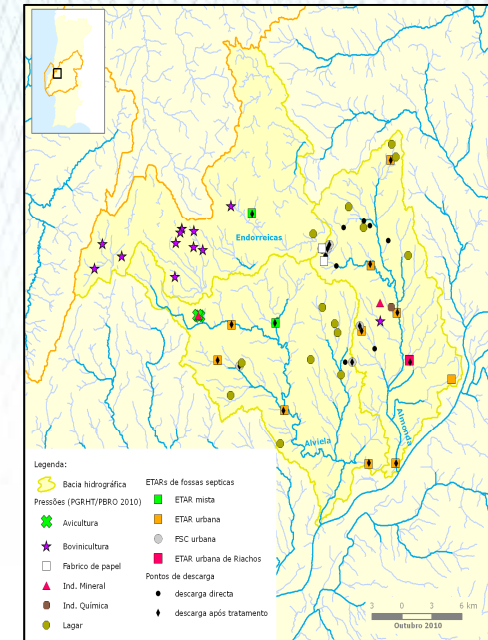 Endorreicas
Alviela
Almonda
Legenda:
Bacia hidrográfica
Pressões (PGRHT/PBRO 2010)
Avicultura
Bovinicultura
Fabrico de papel
Ind. Mineral
Ind. Química
Lagar
ETARs de fossas septicas
ETAR mista
ETAR urbana
FSC urbana
ETAR urbana de Riachos
Pontos de descarga
descarga directa
descarga após tratamento
3 0 3 6 km
Outubro 2010